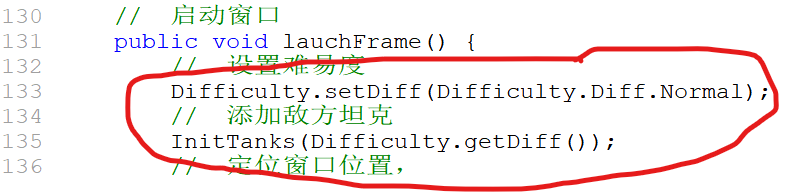 130 // 启动窗口
131 public void lauchFrame() {
132 // 设置难易度
133 Difficulty.setDiff(Difficulty.Diff.Normal);
134 // 添加敌方坦克
135 InitTanks(Difficulty.getDiff());
136 // 定位窗口位置，